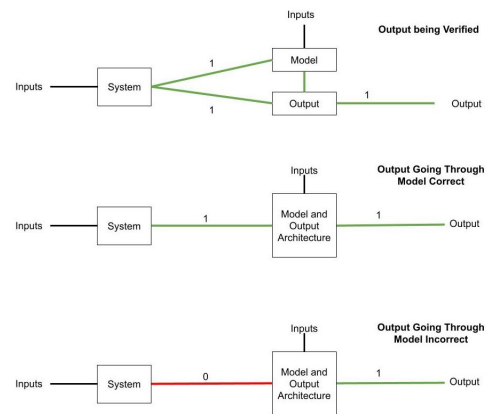 Inputs
Output being Verified
Model
1
Inputs
System
Output
1
Output
1
Inputs
Output Going Through
Model Correct
Inputs
System
1
Model and
Output
Architecture
1
Output
Inputs
Output Going Through
Model Incorrect
Inputs
System
0
Model and
Output
Architecture
1
Output